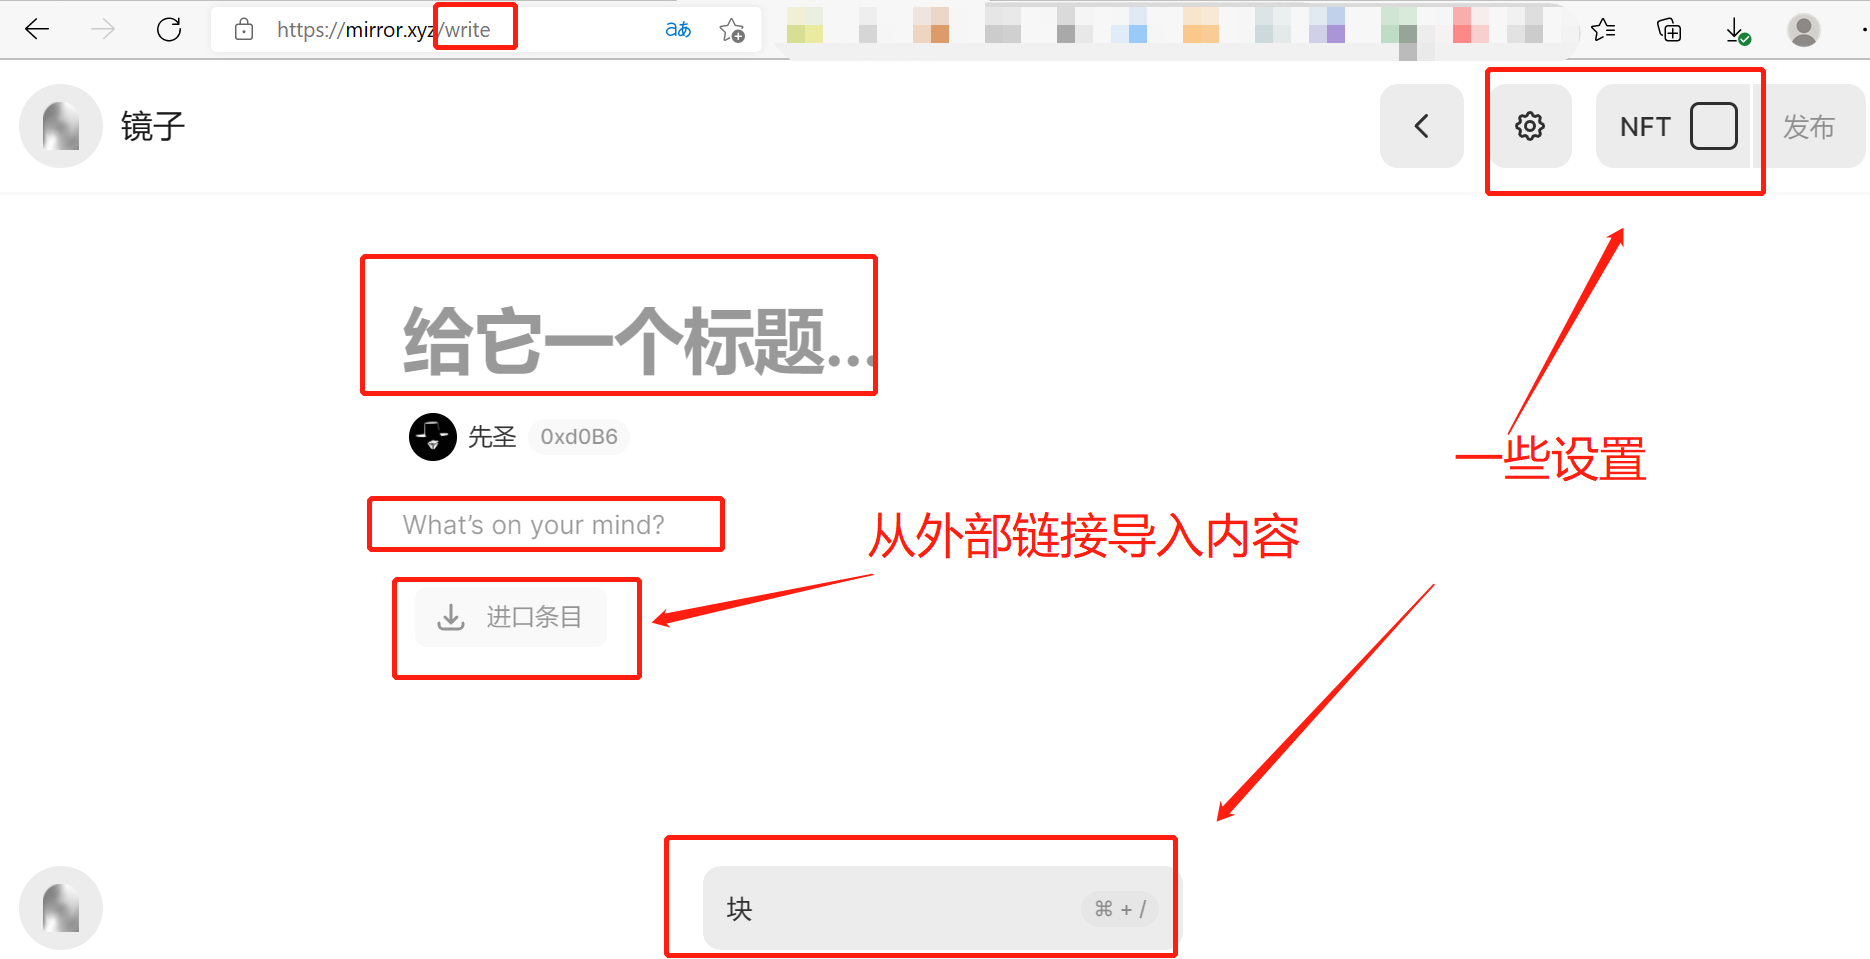 https://mirror.xyz/write aあ
镜子
NFT
发布
给它一个标题...
先圣 0xd0B6
一些设置
What's on your mind?
从外部链接导入内容
进口条目
块 ⌘ + /